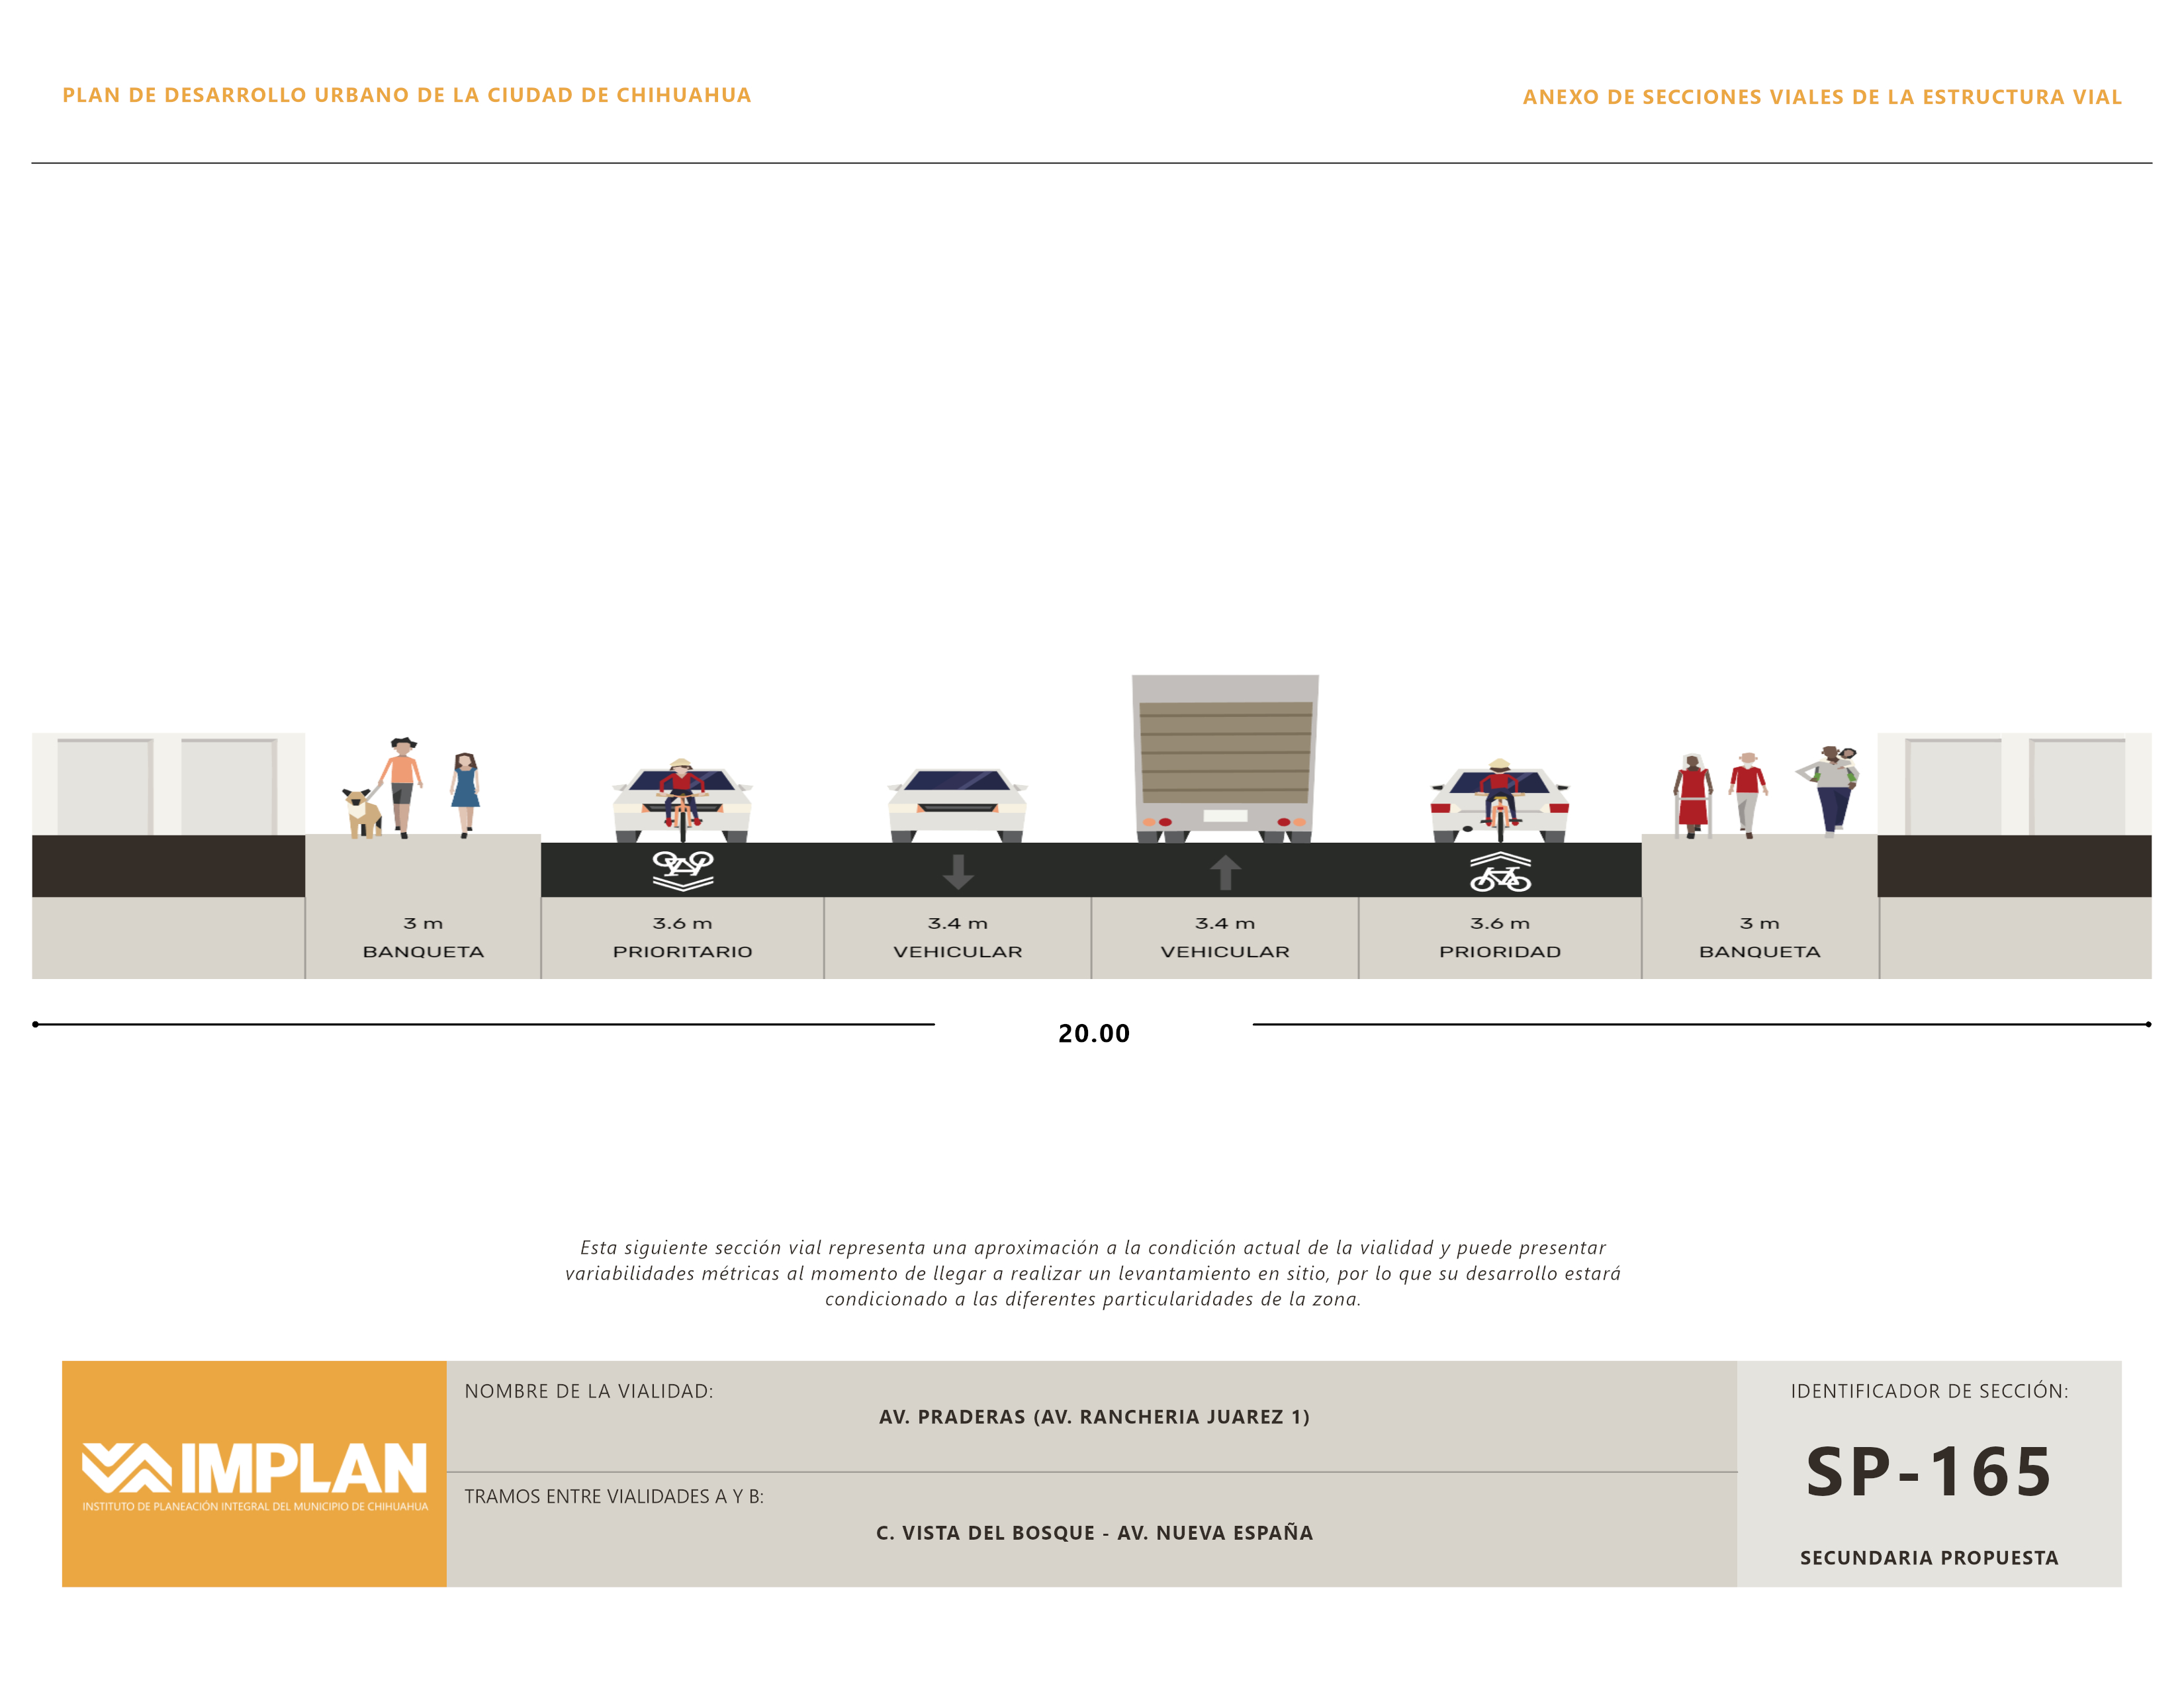 PLAN DE DESARROLLO URBANO DE LA CIUDAD DE CHIHUAHUA
ANEXO DE SECCIONES VIALES DE LA ESTRUCTURA VIAL
3 m
BANQUETA
3.6 m
PRIORITARIO
3.4 m
VEHICULAR
3.4 m
VEHICULAR
3.6 m
PRIORIDAD
3 m
BANQUETA
20.00
Esta siguiente sección vial representa una aproximación a la condición actual de la vialidad y puede presentar
variabilidades métricas al momento de llegar a realizar un levantamiento en sitio, por lo que su desarrollo estará
condicionado a las diferentes particularidades de la zona.
IMPLAN
INSTITUTO DE PLANEACIÓN INTEGRAL DEL MUNICIPIO DE CHIHUAHUA
NOMBRE DE LA VIALIDAD:
AV. PRADERAS (AV. RANCHERIA JUAREZ 1)
TRAMOS ENTRE VIALIDADES A Y B:
C. VISTA DEL BOSQUE - AV. NUEVA ESPAÑA
IDENTIFICADOR DE SECCIÓN:
SP-165
SECUNDARIA PROPUESTA